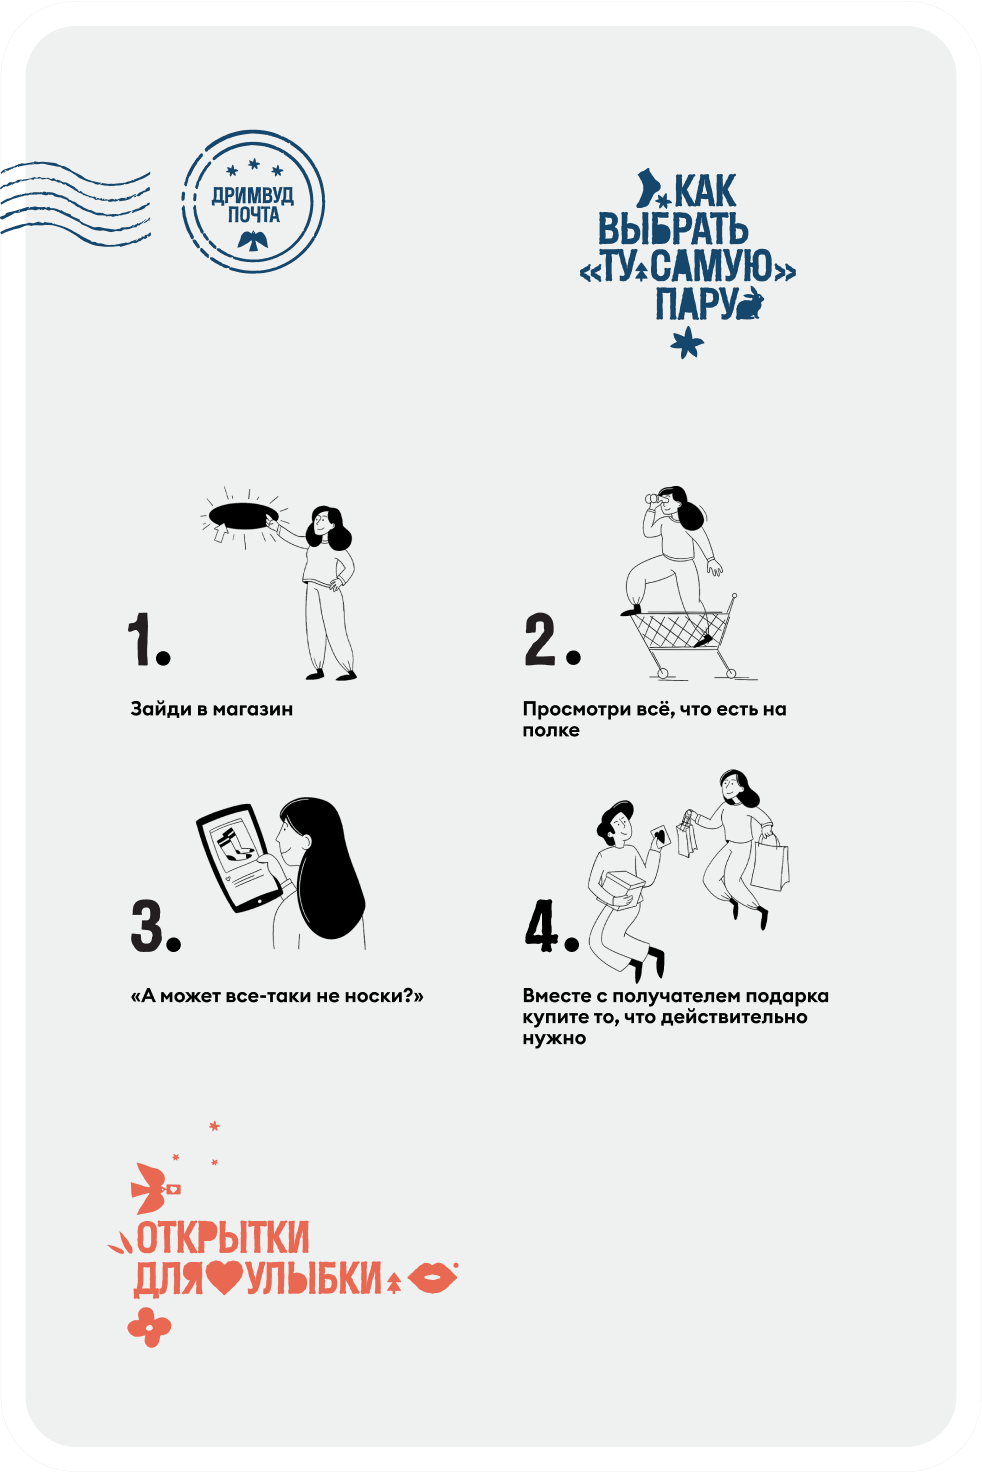 ДРИМВУД
ПОЧТА
КАК
ВЫБРАТЬ
«ТУ САМУЮ»
ПАРУ
1.
Зайди в магазин
2.
Просмотри всё, что есть на
полке
3.
«А может все-таки не носки?»
4.
Вместе с получателем подарка
купите то, что действительно
нужно
ОТКРЫТКИ
ДЛЯ УЛЫБКИ